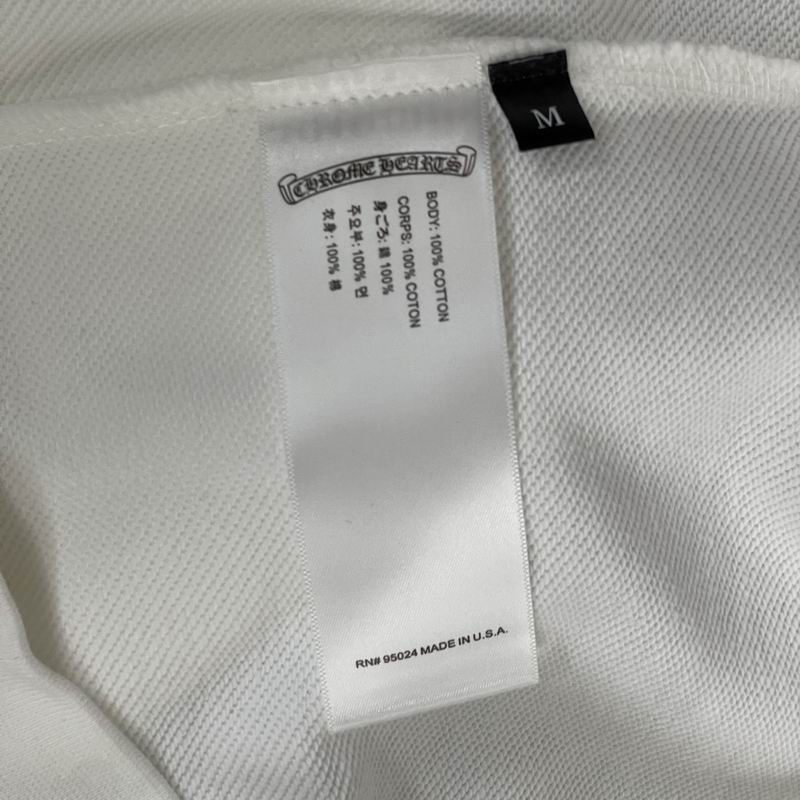 CHROME HEARTS
M
BODY: 100% COTTON
CORPS: 100% COTON
身ごろ: 綿 100%
주요부: 100% 면
衣身: 100% 棉
RN# 95024 MADE IN U.S.A.